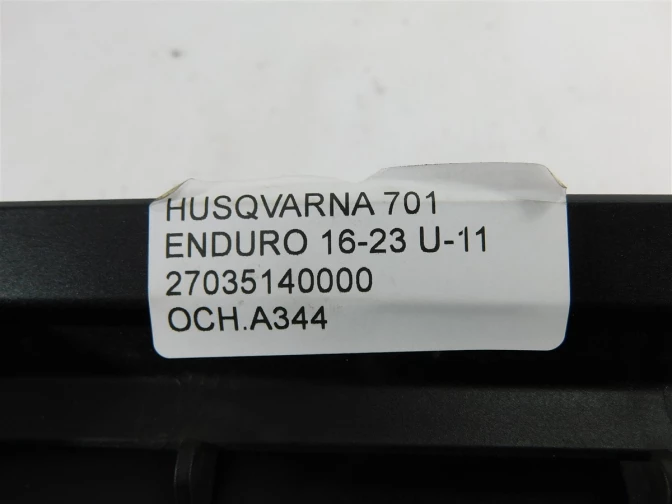 HUSQVARNA 701
ENDURO 16-23 U-11
27035140000
OCH.A344